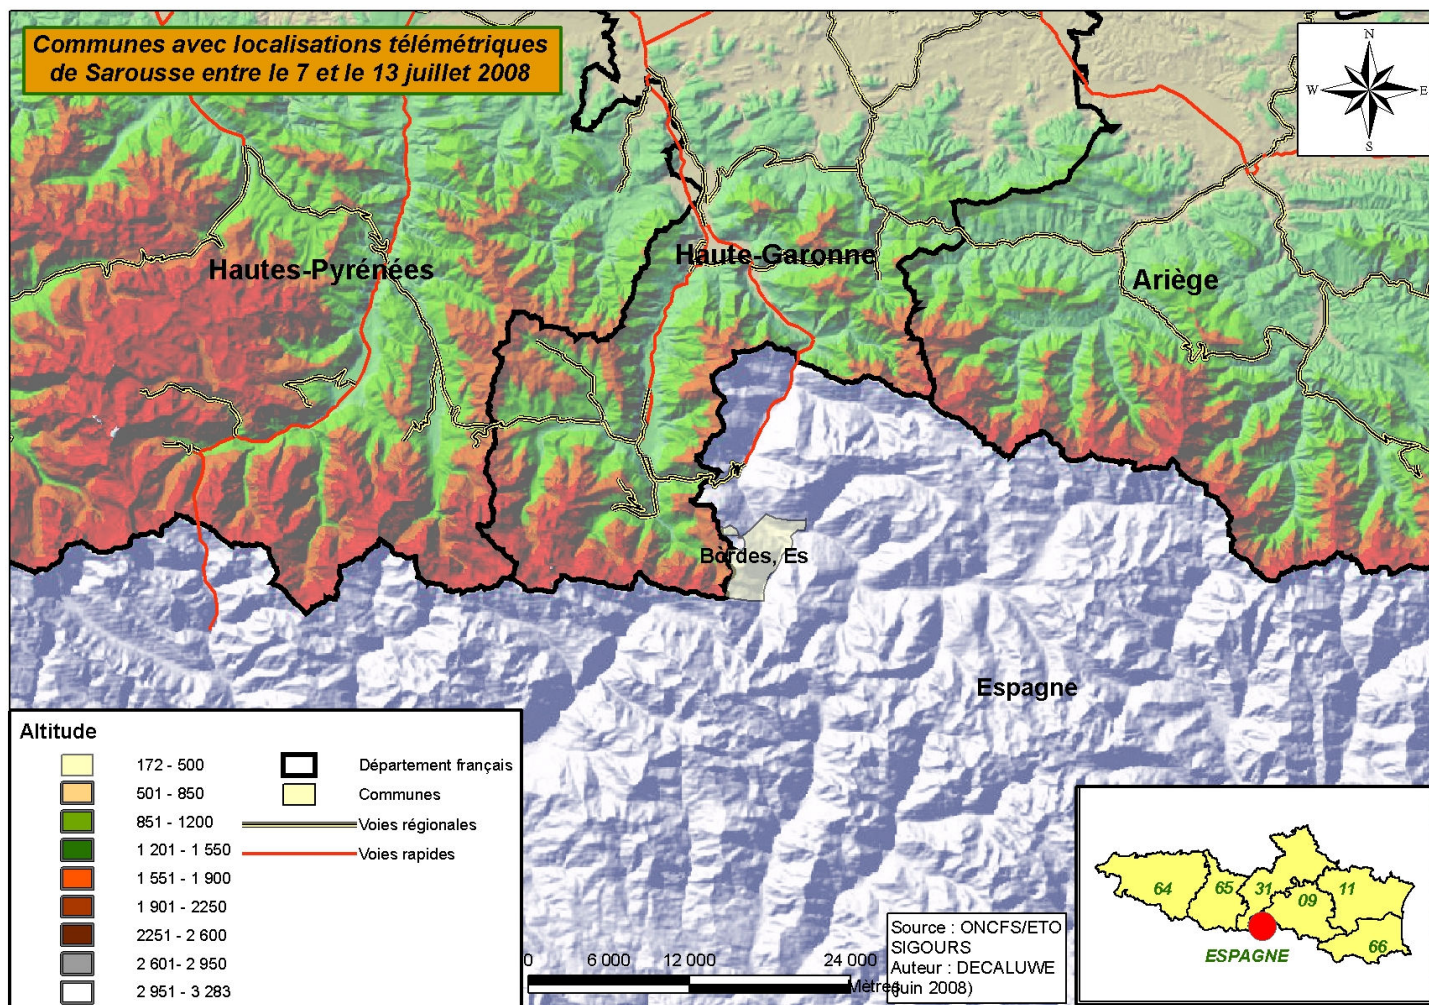 Communes avec localisations télémétriques
de Sarousse entre le 7 et le 13 juillet 2008
N
W
E
S
Hautes-Pyrénées
Haute-Garonne
Ariège
Bordes, Es
Espagne
Altitude
172 - 500
501 - 850
851 - 1200
1 201 - 1 550
1 551 - 1 900
1 901 - 2250
2251 - 2 600
2 601- 2 950
2 951 - 3 283
Département français
Communes
Voies régionales
Voies rapides
0 6 000 12 000 24 000
Mètres
Source : ONCFS/ETO
SIGOURS
Auteur : DECALUWE
juin 2008)
64
65
31
09
11
66
ESPAGNE